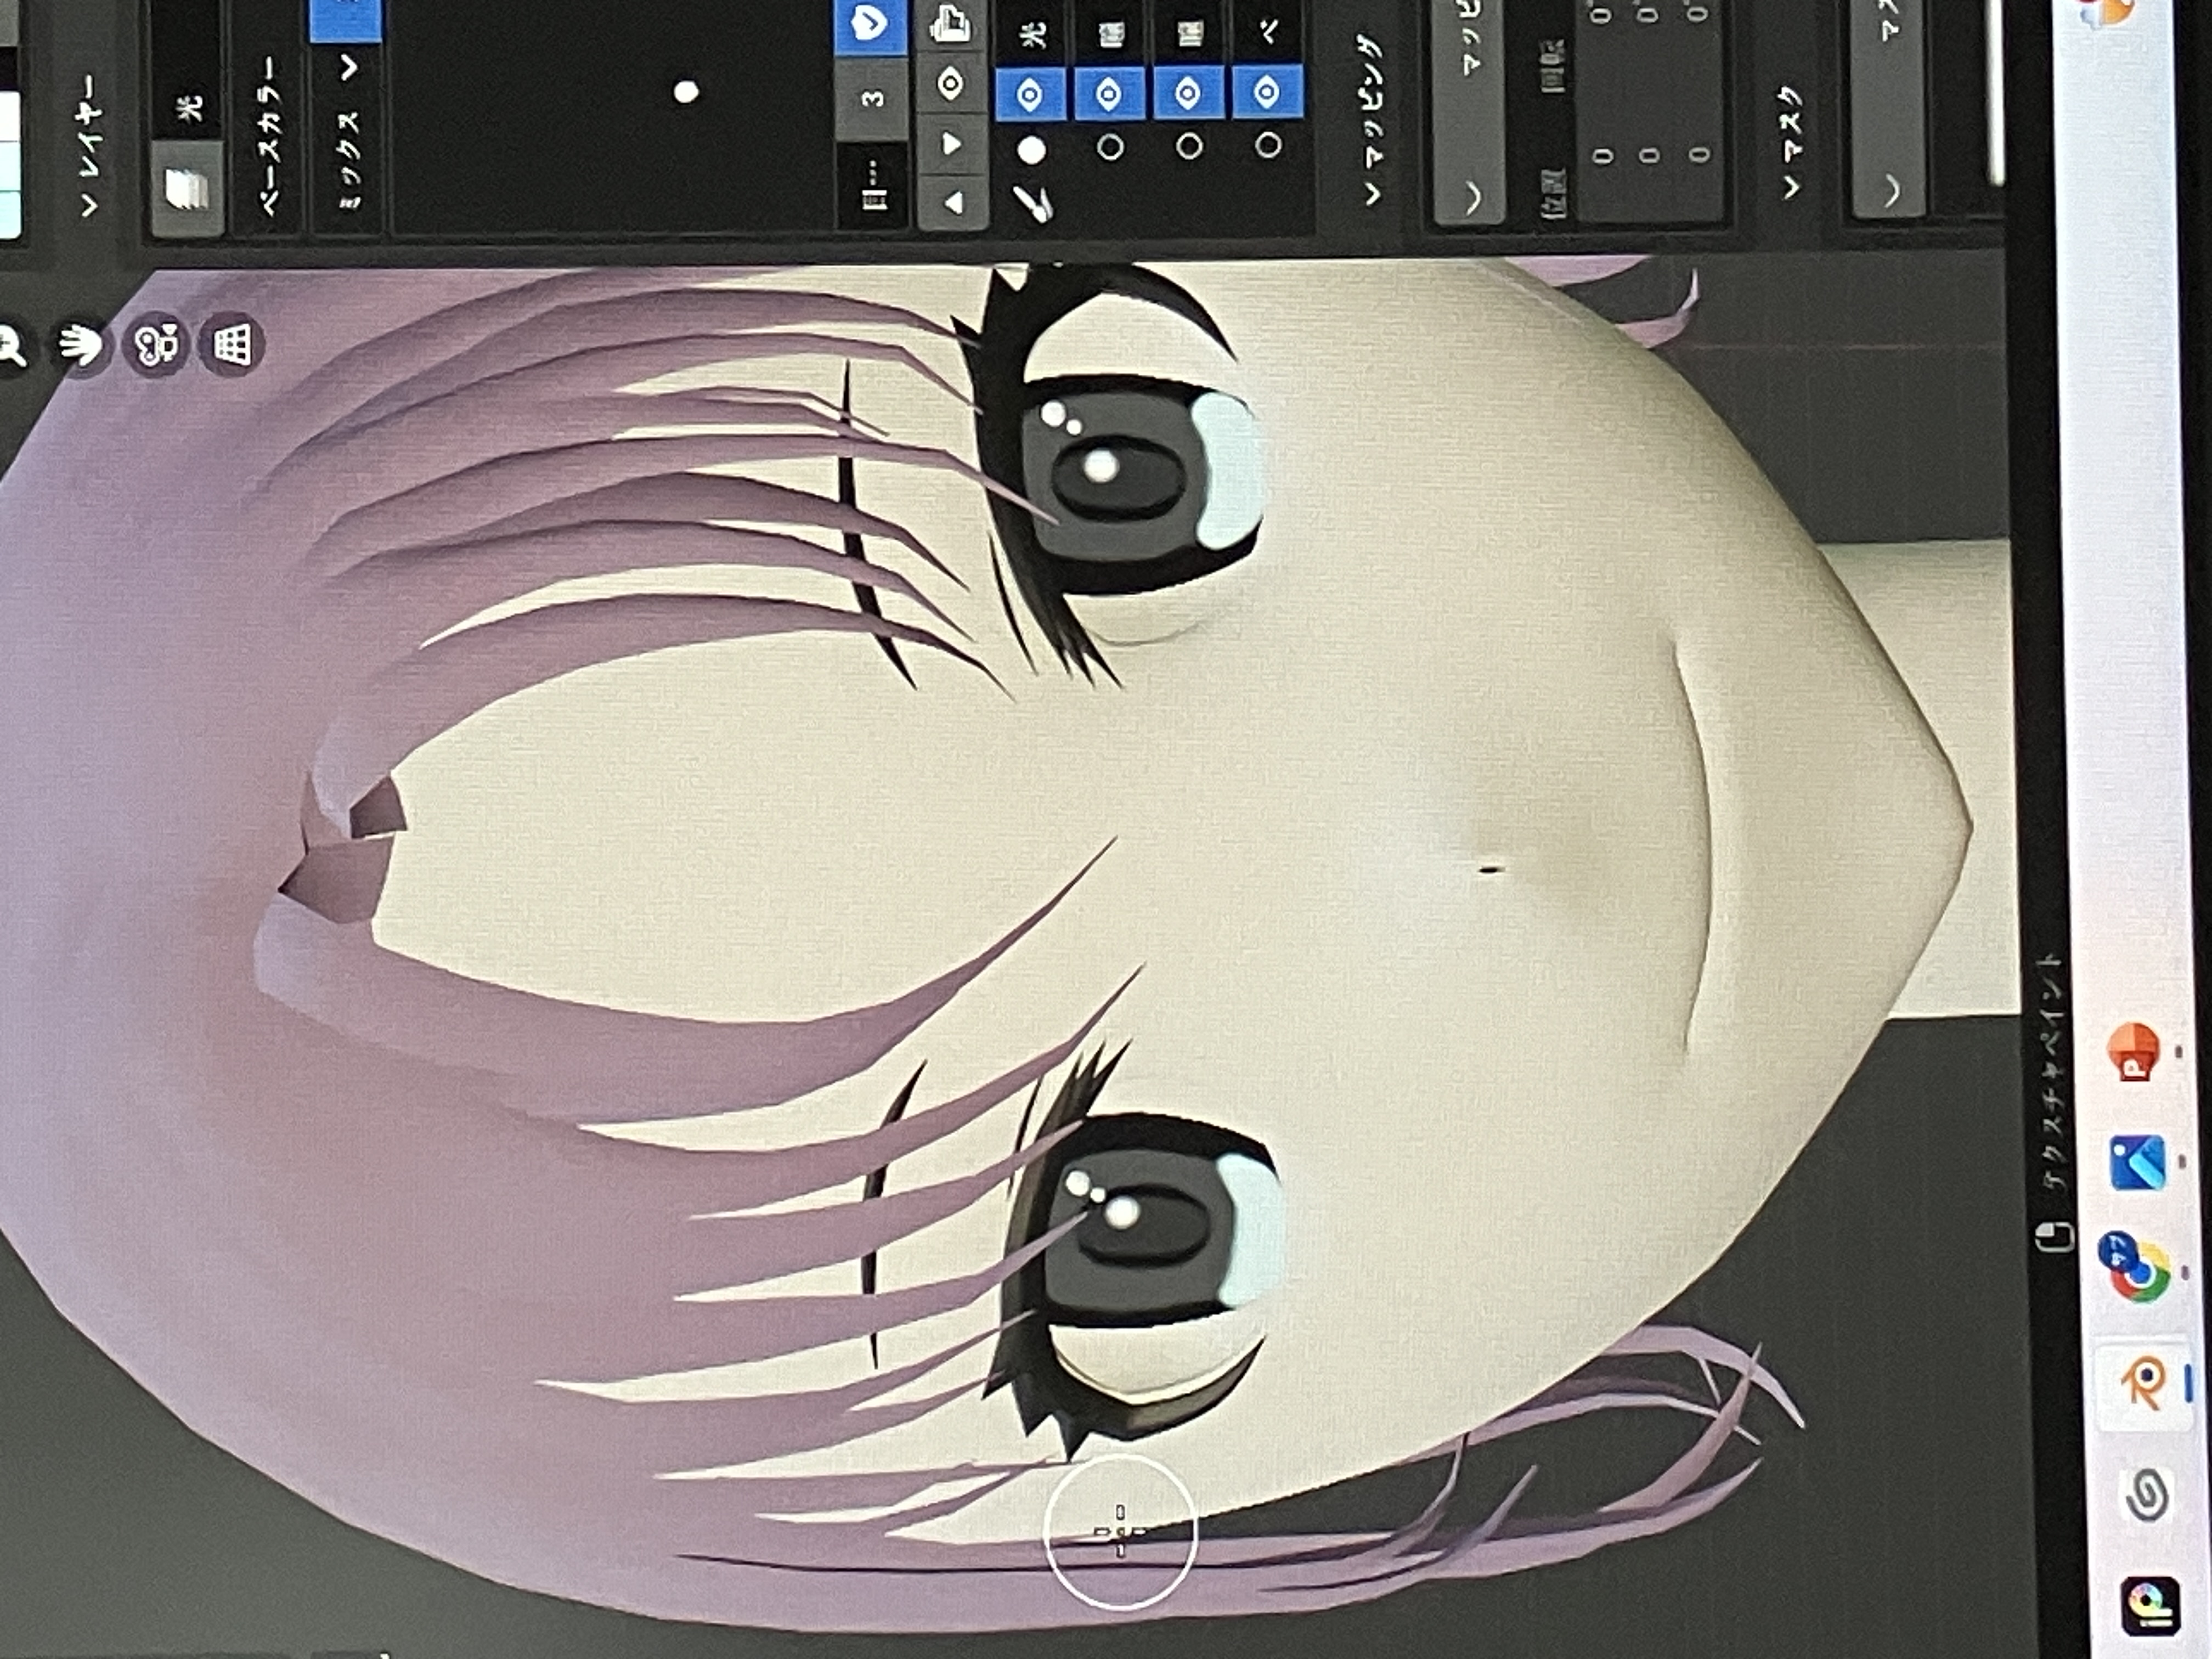 レイヤー
光
ベースカラー
ミックス
目… 3
光
瞳
瞳
ベ
マッピング
マッピ
位置 回転
0 0°
0 0°
0 0°
マスク
マス
テクスチャペイント
iP
サブ
P